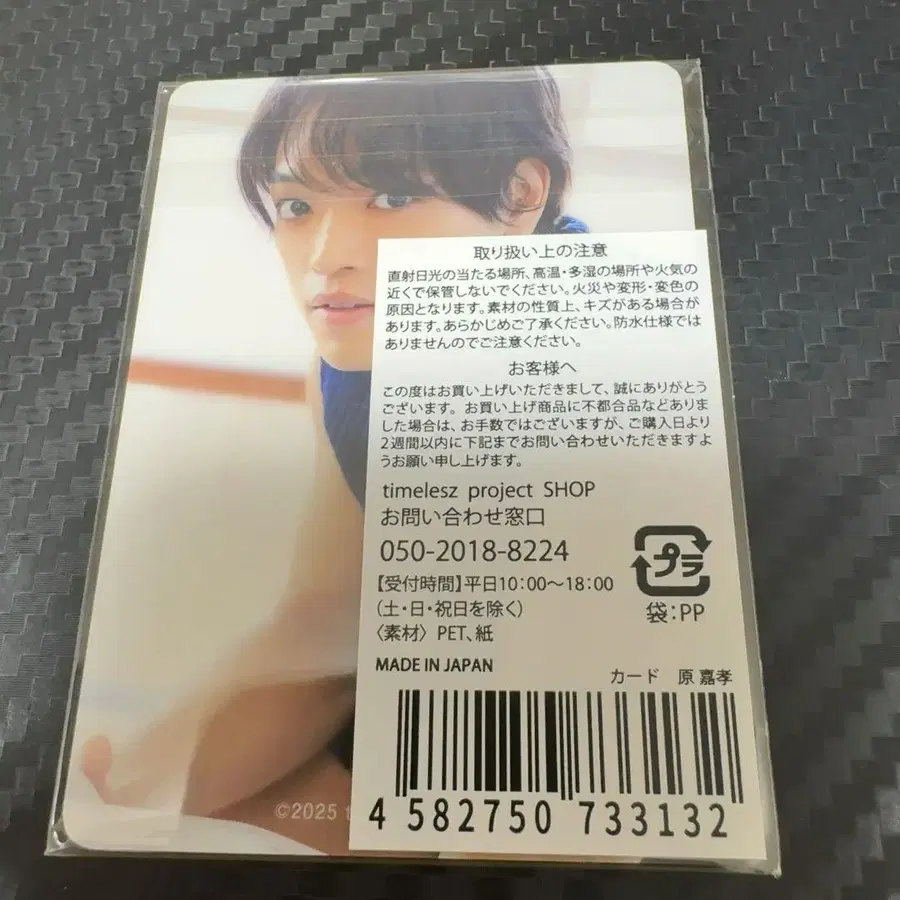 取り扱い上の注意
直射日光の当たる場所、高温・多湿の場所や火気の
近くで保管しないでください。火災や変形・変色の
原因となります。素材の性質上、キズがある場合が
あります。あらかじめご了承ください。防水仕様では
ありませんのでご注意ください。
お客様へ
この度はお買い上げいただきまして、誠にありがとう
ございます。お買い上げ商品に不都合品などありま
した場合は、お手数ではございますが、ご購入日より
2週間以内に下記までお問い合わせいただきますよ
うお願い申し上げます。
timelesz project SHOP
お問い合わせ窓口
050-2018-8224
【受付時間】平日10:00〜18:00
(土・日・祝日を除く)
〈素材〉PET、紙
プラ
袋:PP
MADE IN JAPAN
カード 原 嘉孝
©2025 t
4 582750 733132